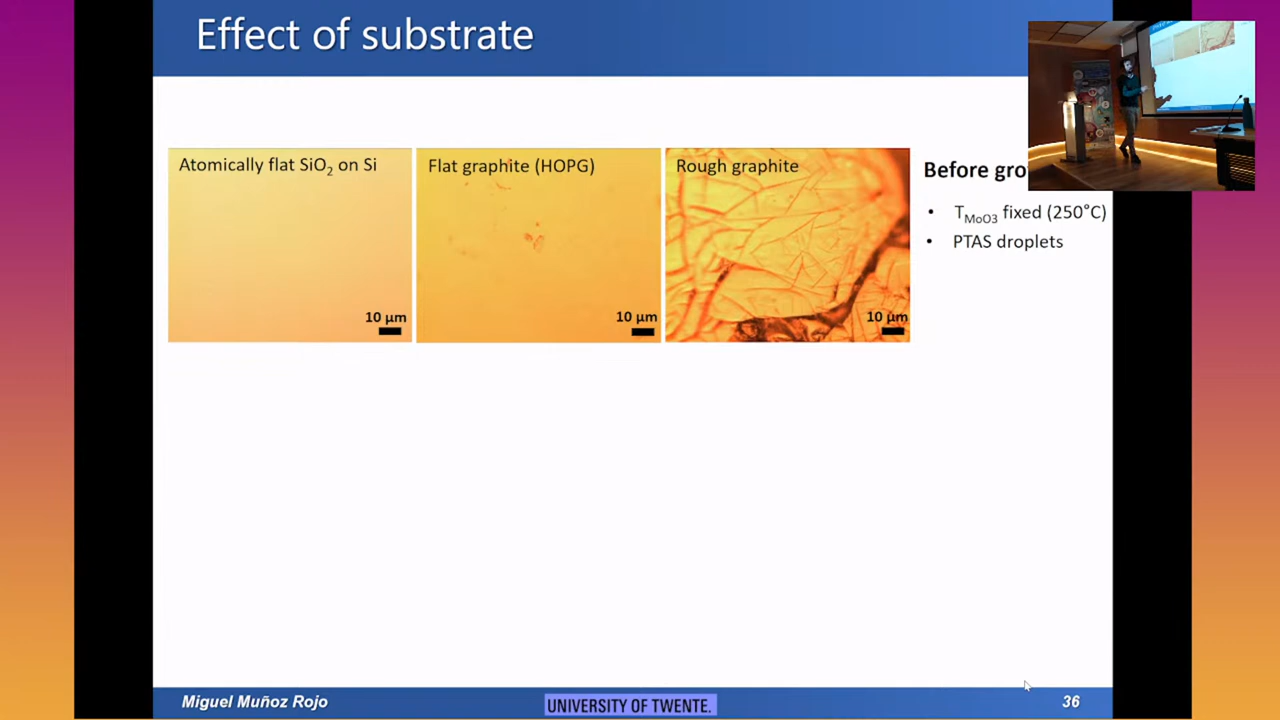 Effect of substrate
Atomically flat SiO2 on Si
10 µm
Flat graphite (HOPG)
10 µm
Rough graphite
10 µm
Before
• TMoO3 fixed (250°C)
• PTAS droplets
Miguel Muñoz Rojo
UNIVERSITY OF TWENTE.
36